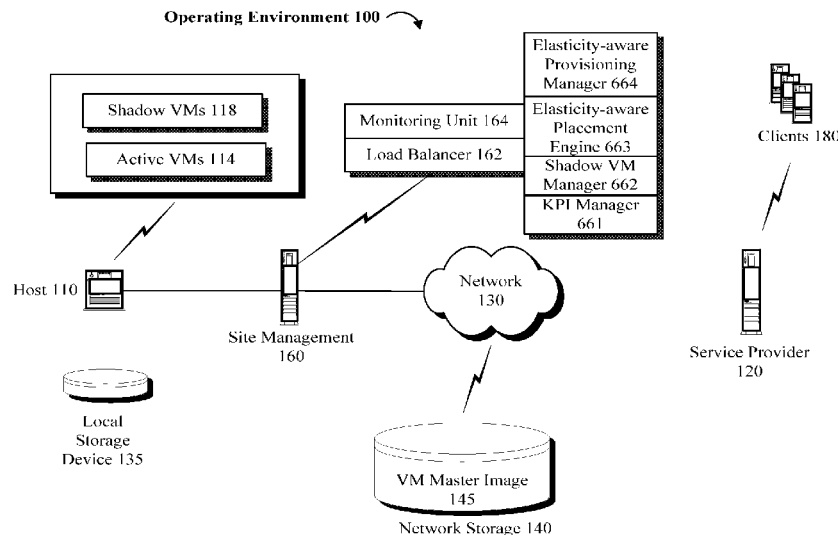 Operating Environment 100
Elasticity-aware
Provisioning
Manager 664
Shadow VMs 118
Active VMs 114
Monitoring Unit 164
Load Balancer 162
Elasticity-aware
Placement
Engine 663
Shadow VM
Manager 662
KPI Manager
661
Clients 180
Host 110
Site Management
160
Network
130
Service Provider
120
Local
Storage
Device 135
VM Master Image
145
Network Storage 140